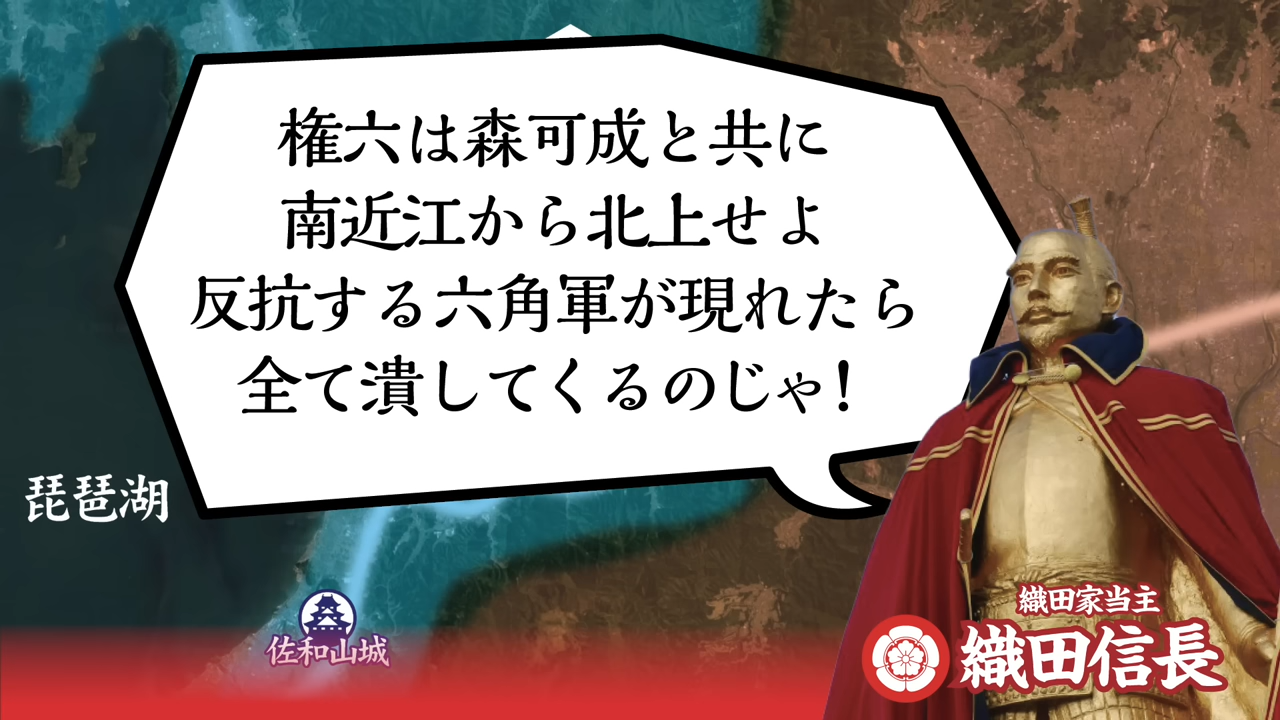 権六は森可成と共に
南近江から北上せよ
反抗する六角軍が現れたら
全て潰してくるのじゃ!
琵琶湖
佐和山城
織田家当主
織田信長